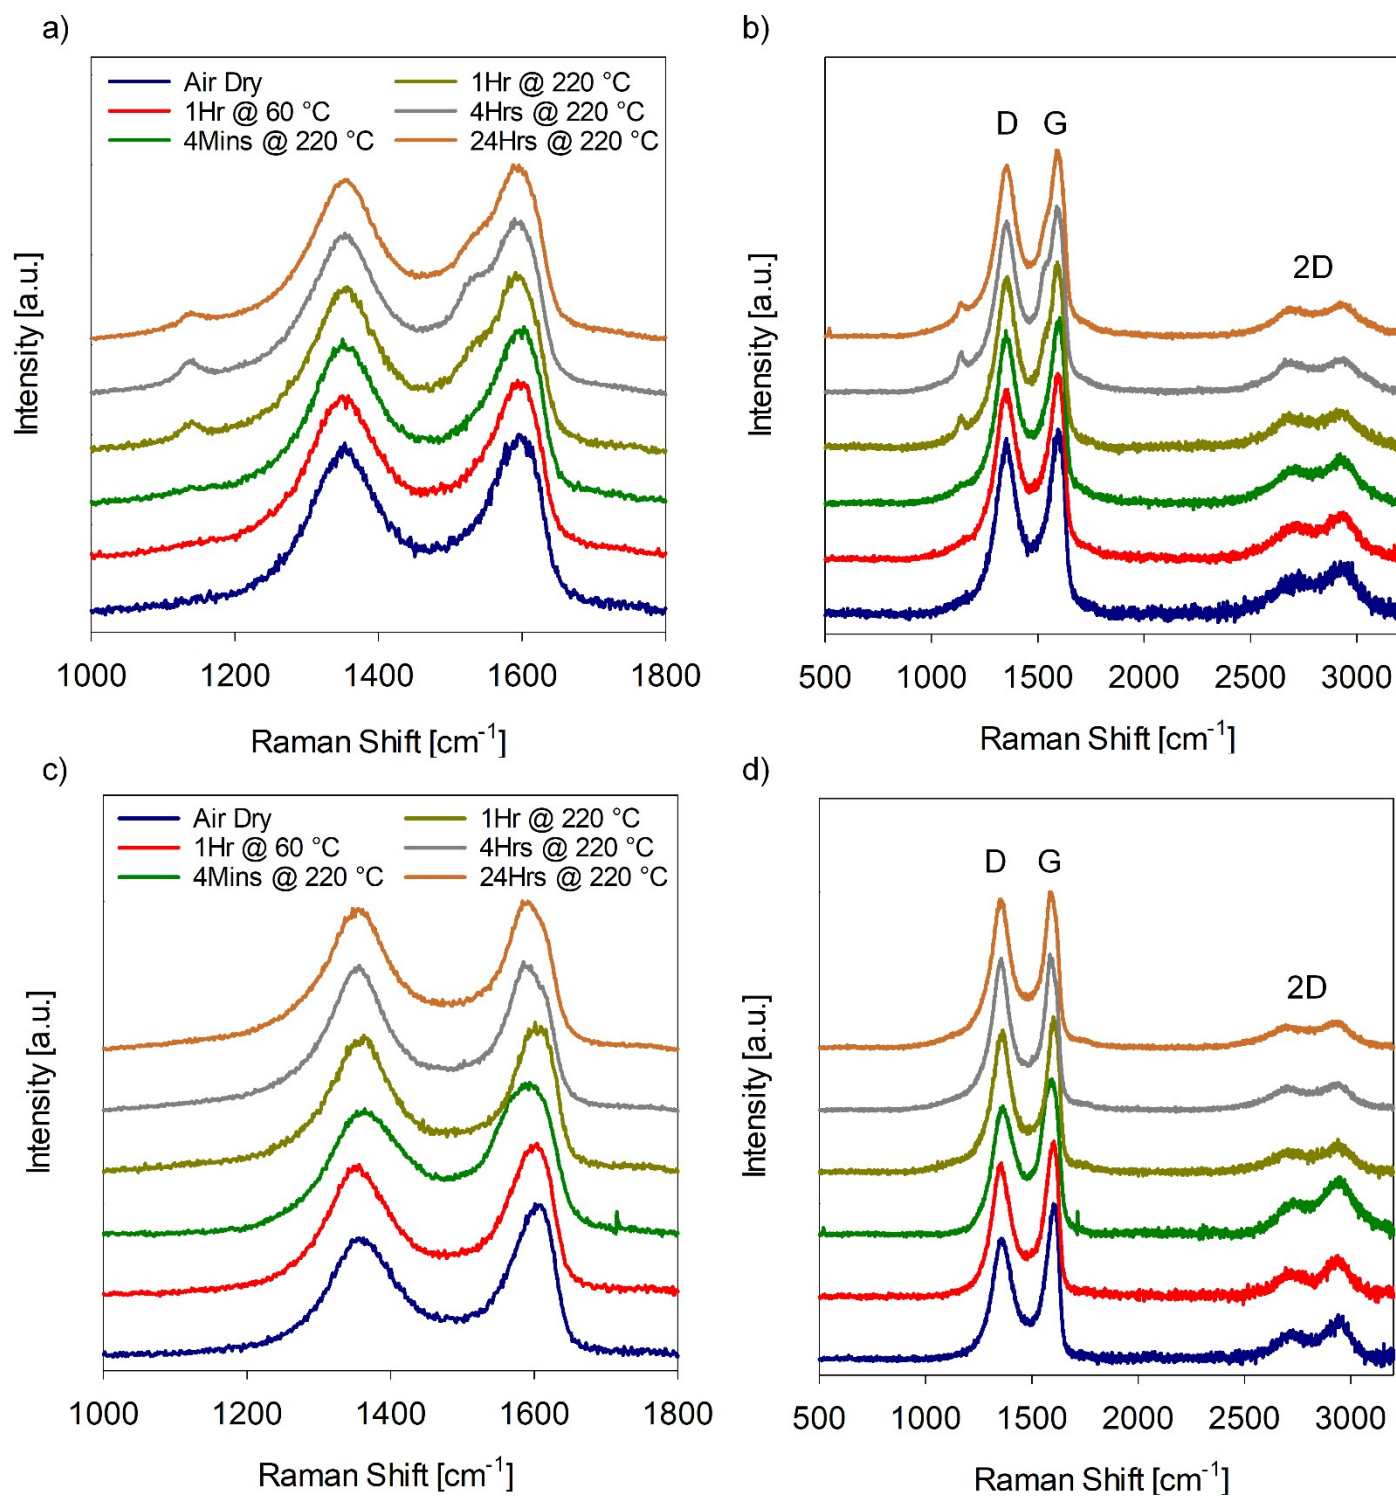 a)
Air Dry
1Hr @ 60 °C
4Mins @ 220 °C
1Hr @ 220 °C
4Hrs @ 220 °C
24Hrs @ 220 °C
Intensity [a.u.]
1000 1200 1400 1600 1800
Raman Shift [cm⁻¹]
b)
D G
2D
Intensity [a.u.]
500 1000 1500 2000 2500 3000
Raman Shift [cm⁻¹]
c)
Air Dry
1Hr @ 60 °C
4Mins @ 220 °C
1Hr @ 220 °C
4Hrs @ 220 °C
24Hrs @ 220 °C
Intensity [a.u.]
1000 1200 1400 1600 1800
Raman Shift [cm⁻¹]
d)
D G
2D
Intensity [a.u.]
500 1000 1500 2000 2500 3000
Raman Shift [cm⁻¹]